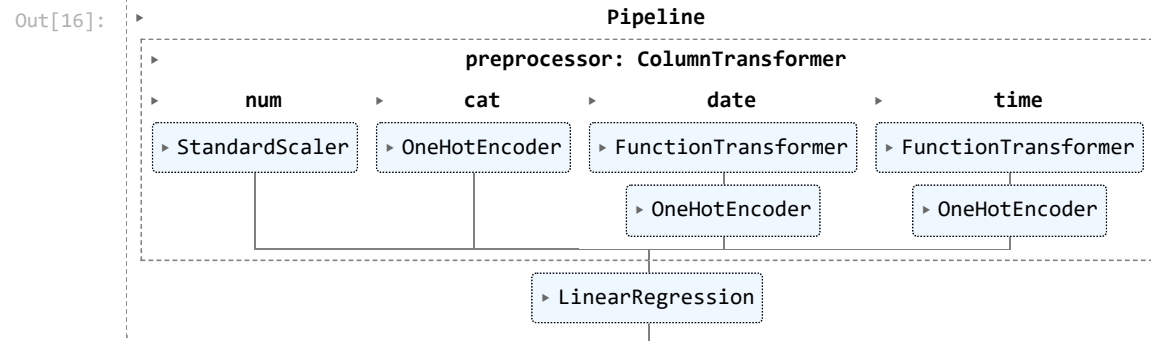 Out[16]: Pipeline
preprocessor: ColumnTransformer
num cat date time
StandardScaler OneHotEncoder FunctionTransformer FunctionTransformer
OneHotEncoder OneHotEncoder
LinearRegression